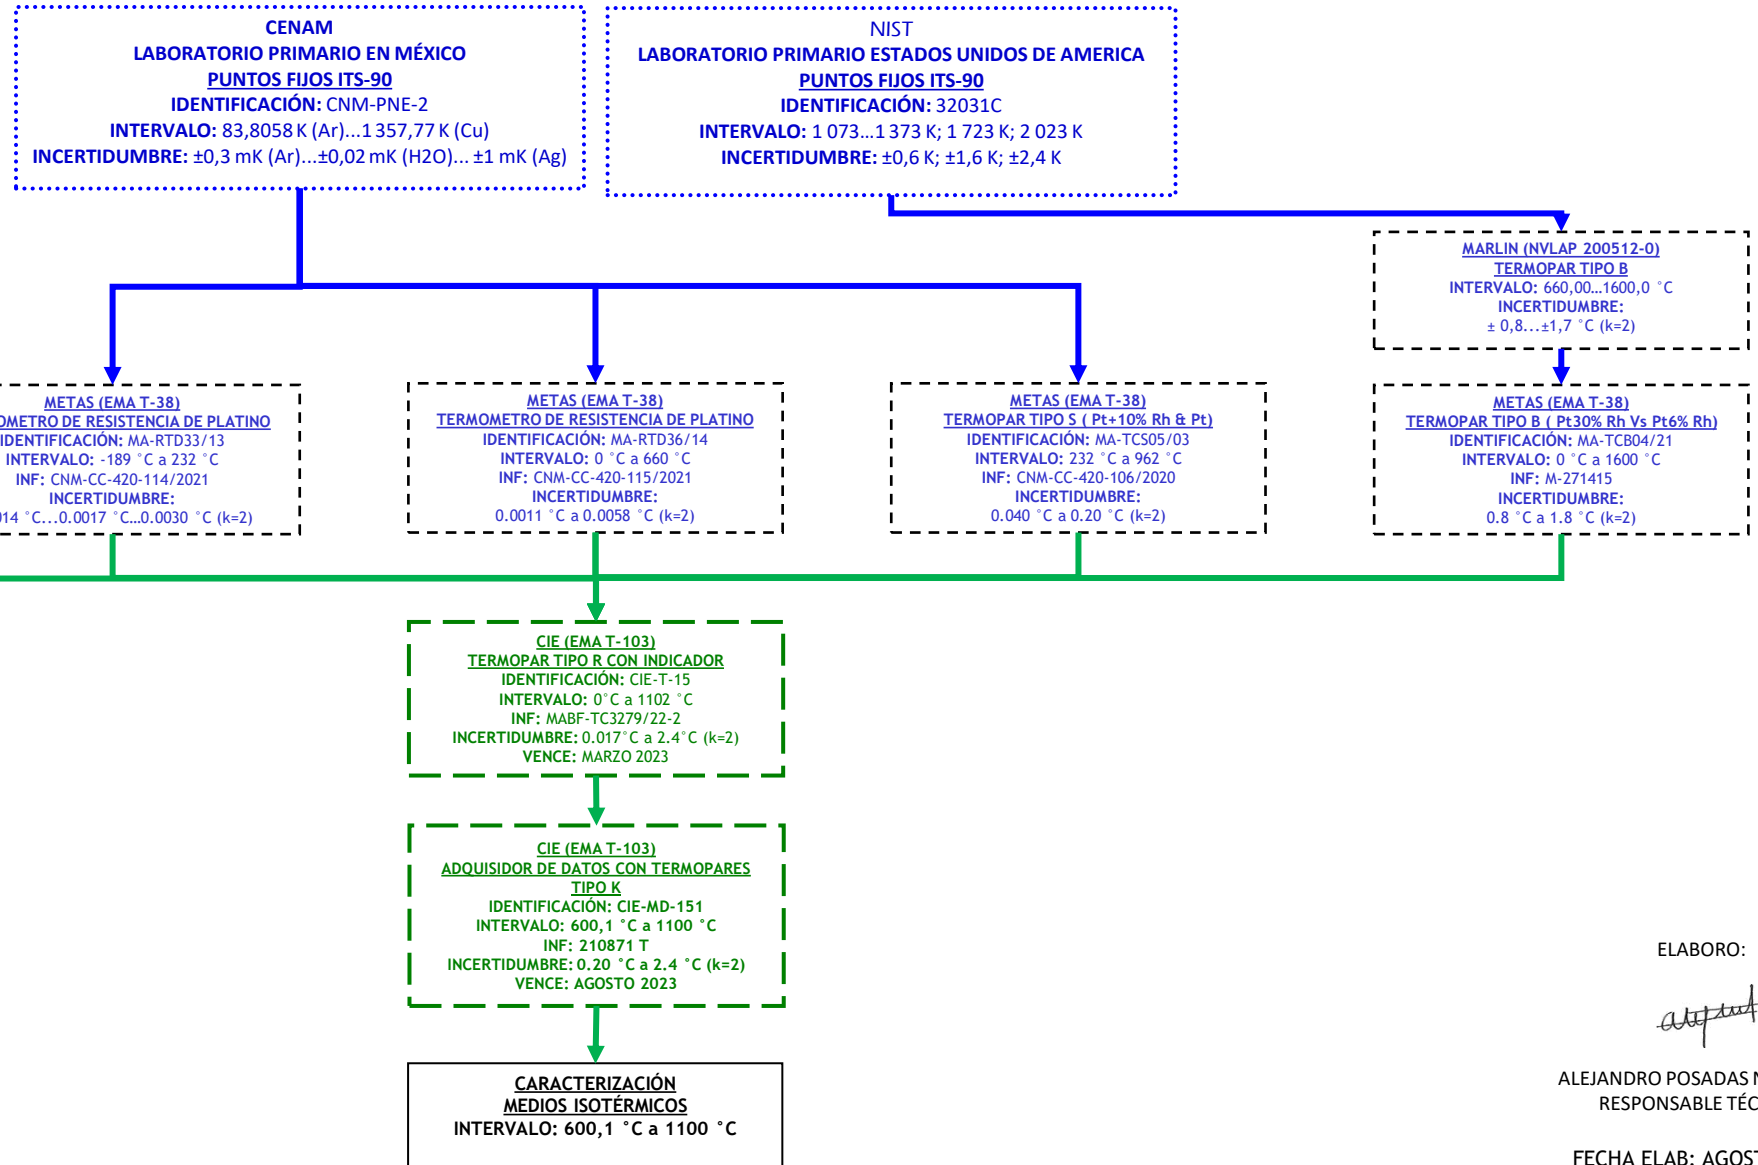 CENAM
LABORATORIO PRIMARIO EN MÉXICO
PUNTOS FIJOS ITS-90
IDENTIFICACIÓN: CNM-PNE-2
INTERVALO: 83,8058 K (Ar)...1357,77 K (Cu)
INCERTIDUMBRE: ±0,3 mK (Ar)...±0,02 mK (H2O)... ±1 mK (Ag)
NIST
LABORATORIO PRIMARIO ESTADOS UNIDOS DE AMERICA
PUNTOS FIJOS ITS-90
IDENTIFICACIÓN: 32031C
INTERVALO: 1 073...1 373 K; 1 723 K; 2 023 K
INCERTIDUMBRE: ±0,6 K; ±1,6 K; ±2,4 K
MARLIN (NVLAP 200512-0)
TERMOPAR TIPO B
INTERVALO: 660,00...1600,0 °C
INCERTIDUMBRE:
± 0,8...±1,7 °C (k=2)
METAS (EMA T-38)
OMETRO DE RESISTENCIA DE PLATINO
IDENTIFICACIÓN: MA-RTD33/13
INTERVALO: -189 °C a 232 °C
INF: CNM-CC-420-114/2021
INCERTIDUMBRE:
014 °C...0.0017 °C...0.0030 °C (k=2)
METAS (EMA T-38)
TERMOMETRO DE RESISTENCIA DE PLATINO
IDENTIFICACIÓN: MA-RTD36/14
INTERVALO: 0 °C a 660 °C
INF: CNM-CC-420-115/2021
INCERTIDUMBRE:
0.0011 °C a 0.0058 °C (k=2)
METAS (EMA T-38)
TERMOPAR TIPO S ( Pt+10% Rh & Pt)
IDENTIFICACIÓN: MA-TCS05/03
INTERVALO: 232 °C a 962 °C
INF: CNM-CC-420-106/2020
INCERTIDUMBRE:
0.040 °C a 0.20 °C (k=2)
METAS (EMA T-38)
TERMOPAR TIPO B ( Pt30% Rh Vs Pt6% Rh)
IDENTIFICACIÓN: MA-TCB04/21
INTERVALO: 0 °C a 1600 °C
INF: M-271415
INCERTIDUMBRE:
0.8 °C a 1.8 °C (k=2)
CIE (EMA T-103)
TERMOPAR TIPO R CON INDICADOR
IDENTIFICACIÓN: CIE-T-15
INTERVALO: 0°C a 1102 °C
INF: MABF-TC3279/22-2
INCERTIDUMBRE: 0.017°C a 2.4°C (k=2)
VENCE: MARZO 2023
CIE (EMA T-103)
ADQUISIDOR DE DATOS CON TERMOPARES
TIPO K
IDENTIFICACIÓN: CIE-MD-151
INTERVALO: 600,1 °C a 1100 °C
INF: 210871 T
INCERTIDUMBRE: 0.20 °C a 2.4 °C (k=2)
VENCE: AGOSTO 2023
CARACTERIZACIÓN
MEDIOS ISOTÉRMICOS
INTERVALO: 600,1 °C a 1100 °C
ELABORO:
ALEJANDRO POSADAS
RESPONSABLE TÉC
FECHA ELAB: AGOST